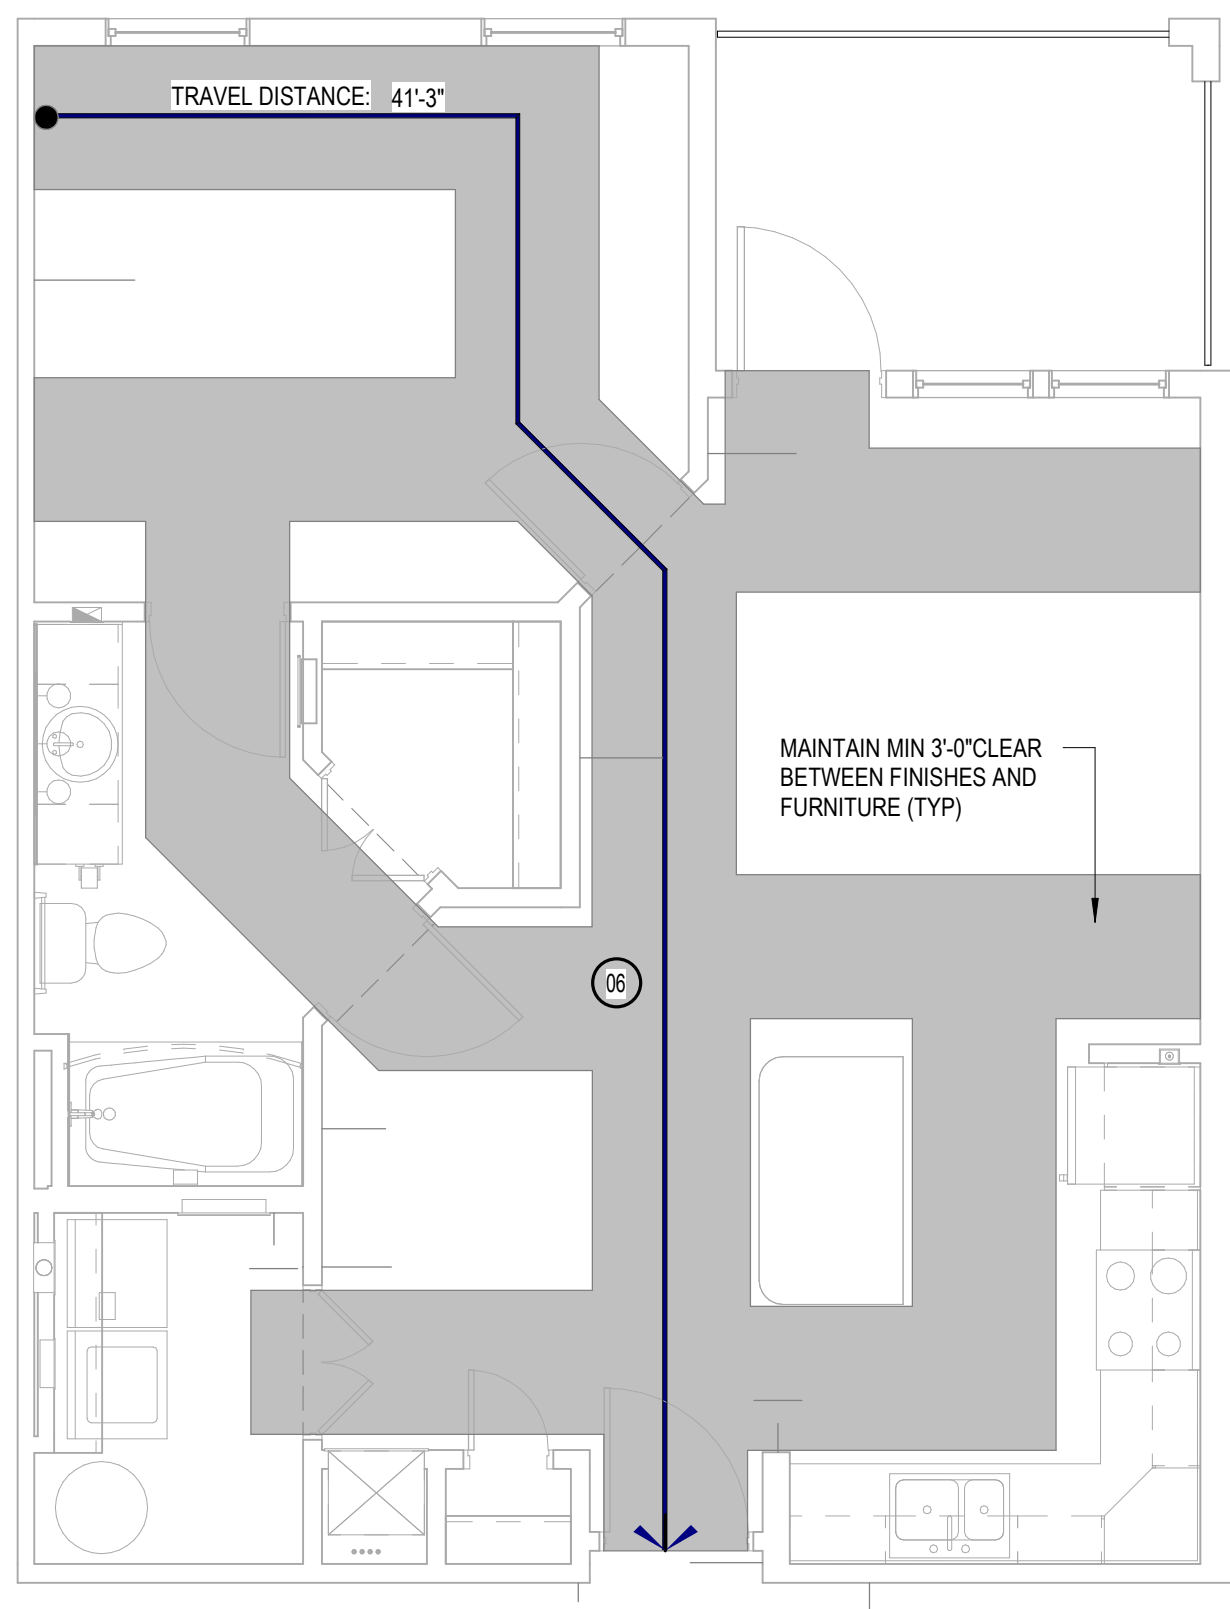 TRAVEL DISTANCE: 41'-3"
MAINTAIN MIN 3'-0"CLEAR
BETWEEN FINISHES AND
FURNITURE (TYP)
06